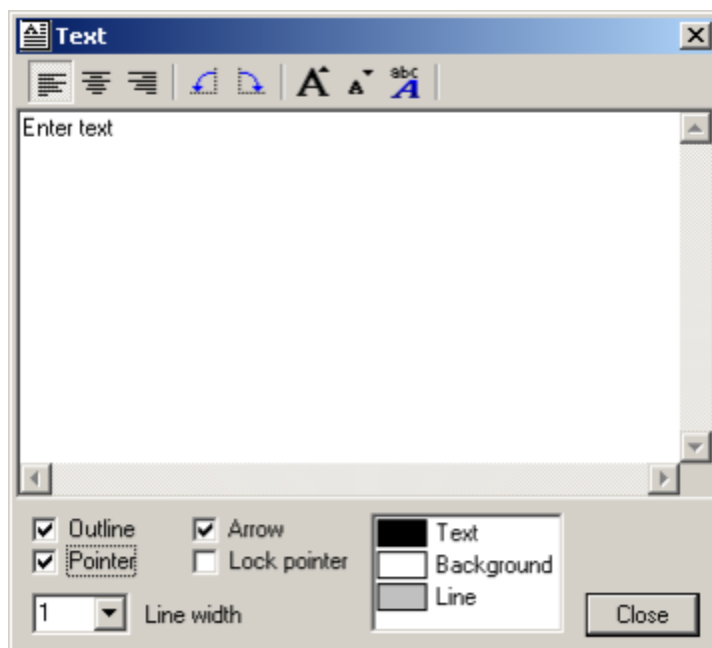 Text
abc
Enter text
Outline
Arrow
Text
Pointer
Lock pointer
Background
Line
1
Line width
Close